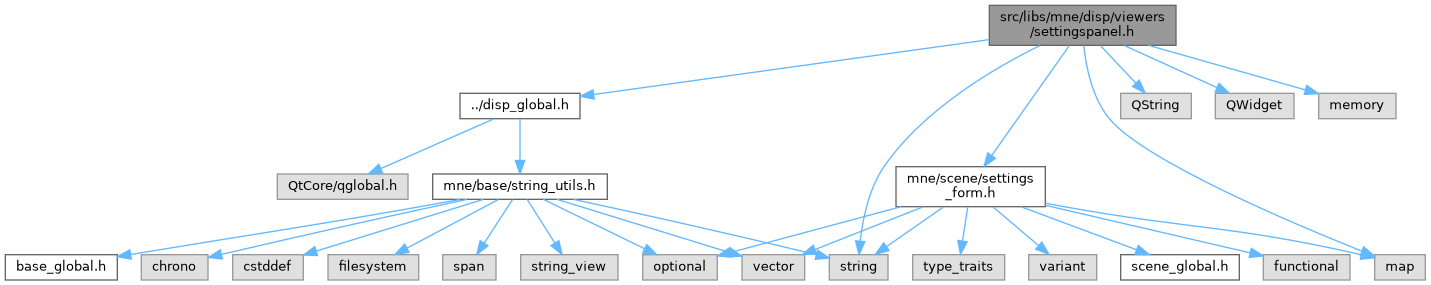 src/libs/mne/disp/viewers
/settingspanel.h
../disp_global.h
QString
QWidget
memory
QtCore/qglobal.h
mne/base/string_utils.h
mne/scene/settings
_form.h
base_global.h
chrono
cstddef
filesystem
span
string_view
optional
vector
string
type_traits
variant
scene_global.h
functional
map